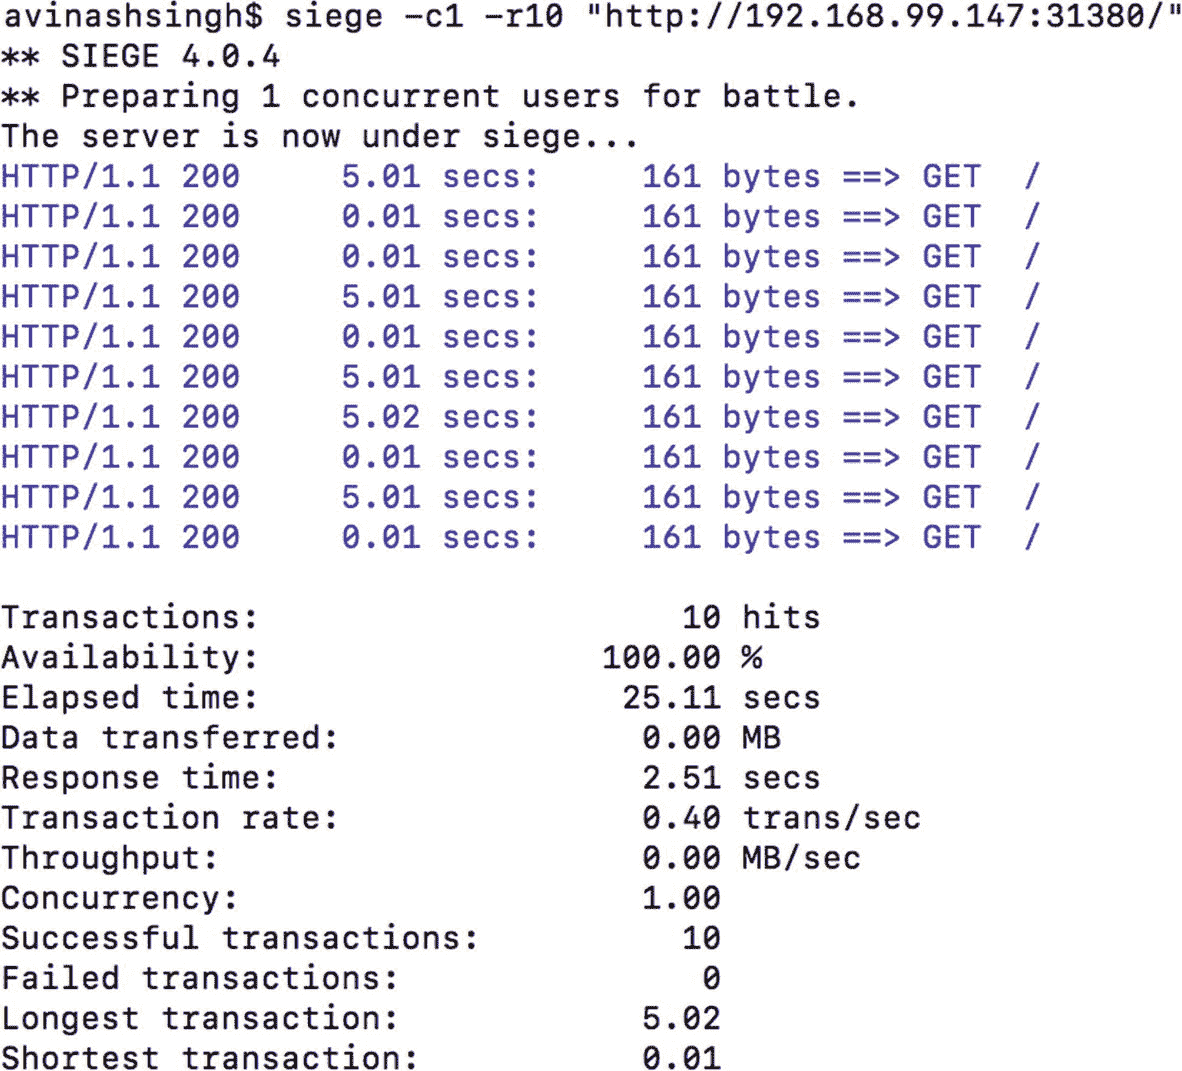 avinashsingh$ siege -c1 -r10 "http://192.168.99.147:31380/"
** SIEGE 4.0.4
** Preparing 1 concurrent users for battle.
The server is now under siege...
HTTP/1.1 200     5.01 secs:     161 bytes ==> GET  /
HTTP/1.1 200     0.01 secs:     161 bytes ==> GET  /
HTTP/1.1 200     0.01 secs:     161 bytes ==> GET  /
HTTP/1.1 200     5.01 secs:     161 bytes ==> GET  /
HTTP/1.1 200     0.01 secs:     161 bytes ==> GET  /
HTTP/1.1 200     5.01 secs:     161 bytes ==> GET  /
HTTP/1.1 200     5.02 secs:     161 bytes ==> GET  /
HTTP/1.1 200     0.01 secs:     161 bytes ==> GET  /
HTTP/1.1 200     5.01 secs:     161 bytes ==> GET  /
HTTP/1.1 200     0.01 secs:     161 bytes ==> GET  /
Transactions:                     10 hits
Availability:                 100.00 %
Elapsed time:                  25.11 secs
Data transferred:               0.00 MB
Response time:                  2.51 secs
Transaction rate:               0.40 trans/sec
Throughput:                     0.00 MB/sec
Concurrency:                    1.00
Successful transactions:          10
Failed transactions:               0
Longest transaction:            5.02
Shortest transaction:           0.01